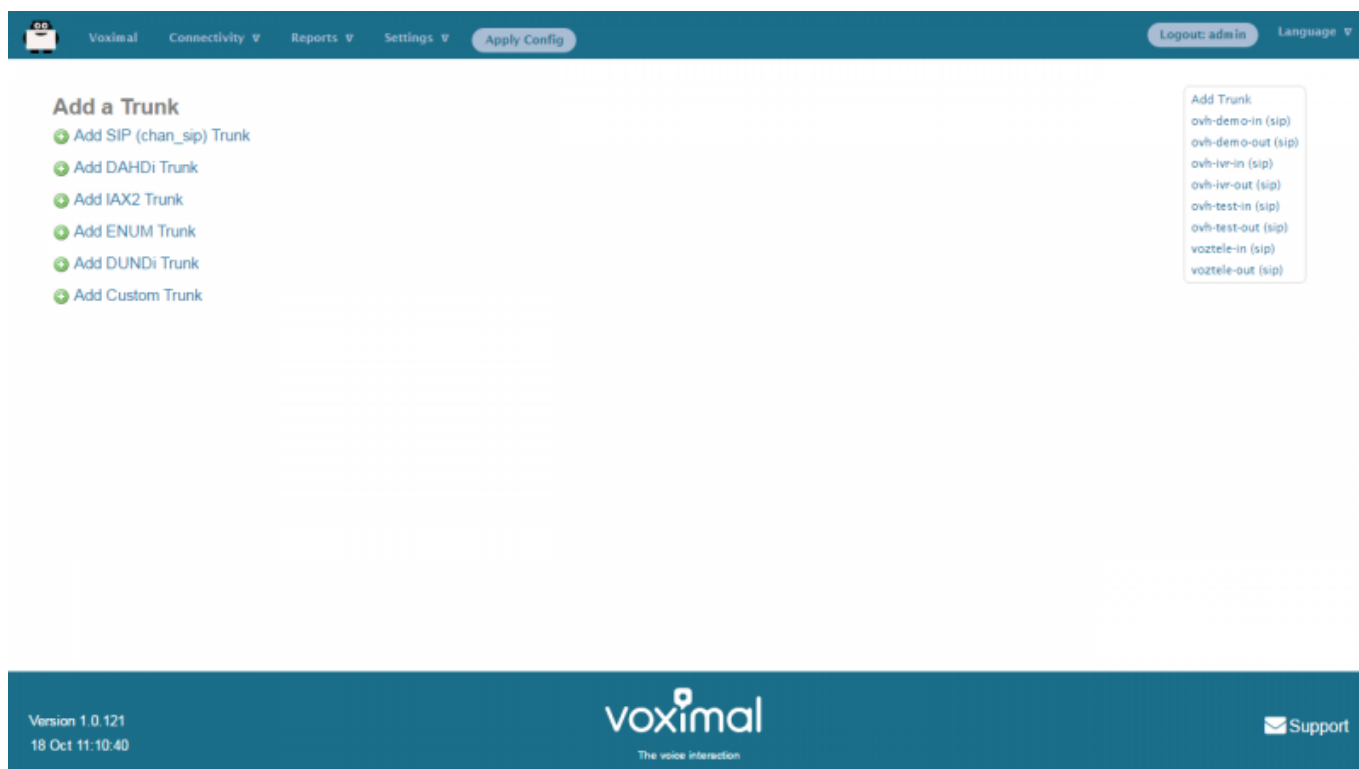 Voximal Connectivity ∇ Reports ∇ Settings ∇ Apply Config Logout: admin Language ∇
Add a Trunk
Add SIP (chan_sip) Trunk
Add DAHDi Trunk
Add IAX2 Trunk
Add ENUM Trunk
Add DUNDi Trunk
Add Custom Trunk
Add Trunk
ovh-demo-in (sip)
ovh-demo-out (sip)
ovh-ivr-in (sip)
ovh-ivr-out (sip)
ovh-test-in (sip)
ovh-test-out (sip)
voztele-in (sip)
voztele-out (sip)
Version 1.0.121
18 Oct 11:10:40
voximal
The voice interaction
Support